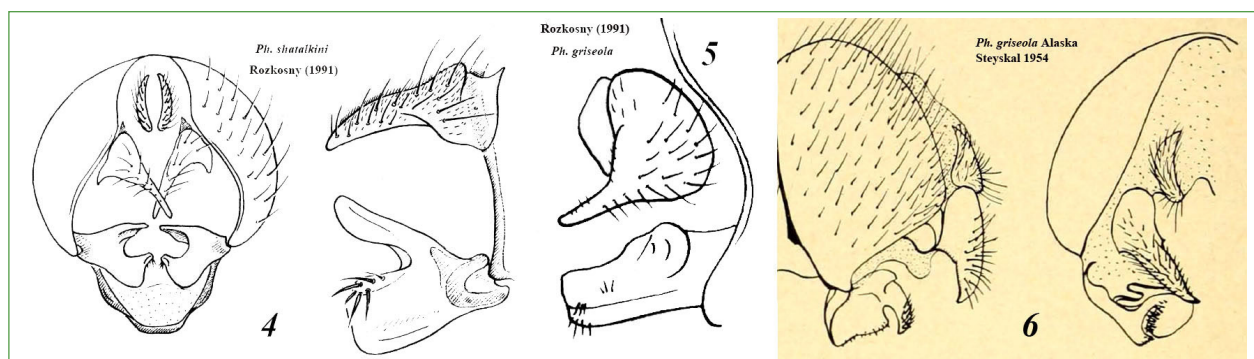 Ph. shatalkini
Rozkosny (1991)
4
Rozkosny (1991)
Ph. griseola
5
Ph. griseola Alaska
Steyskal 1954
6